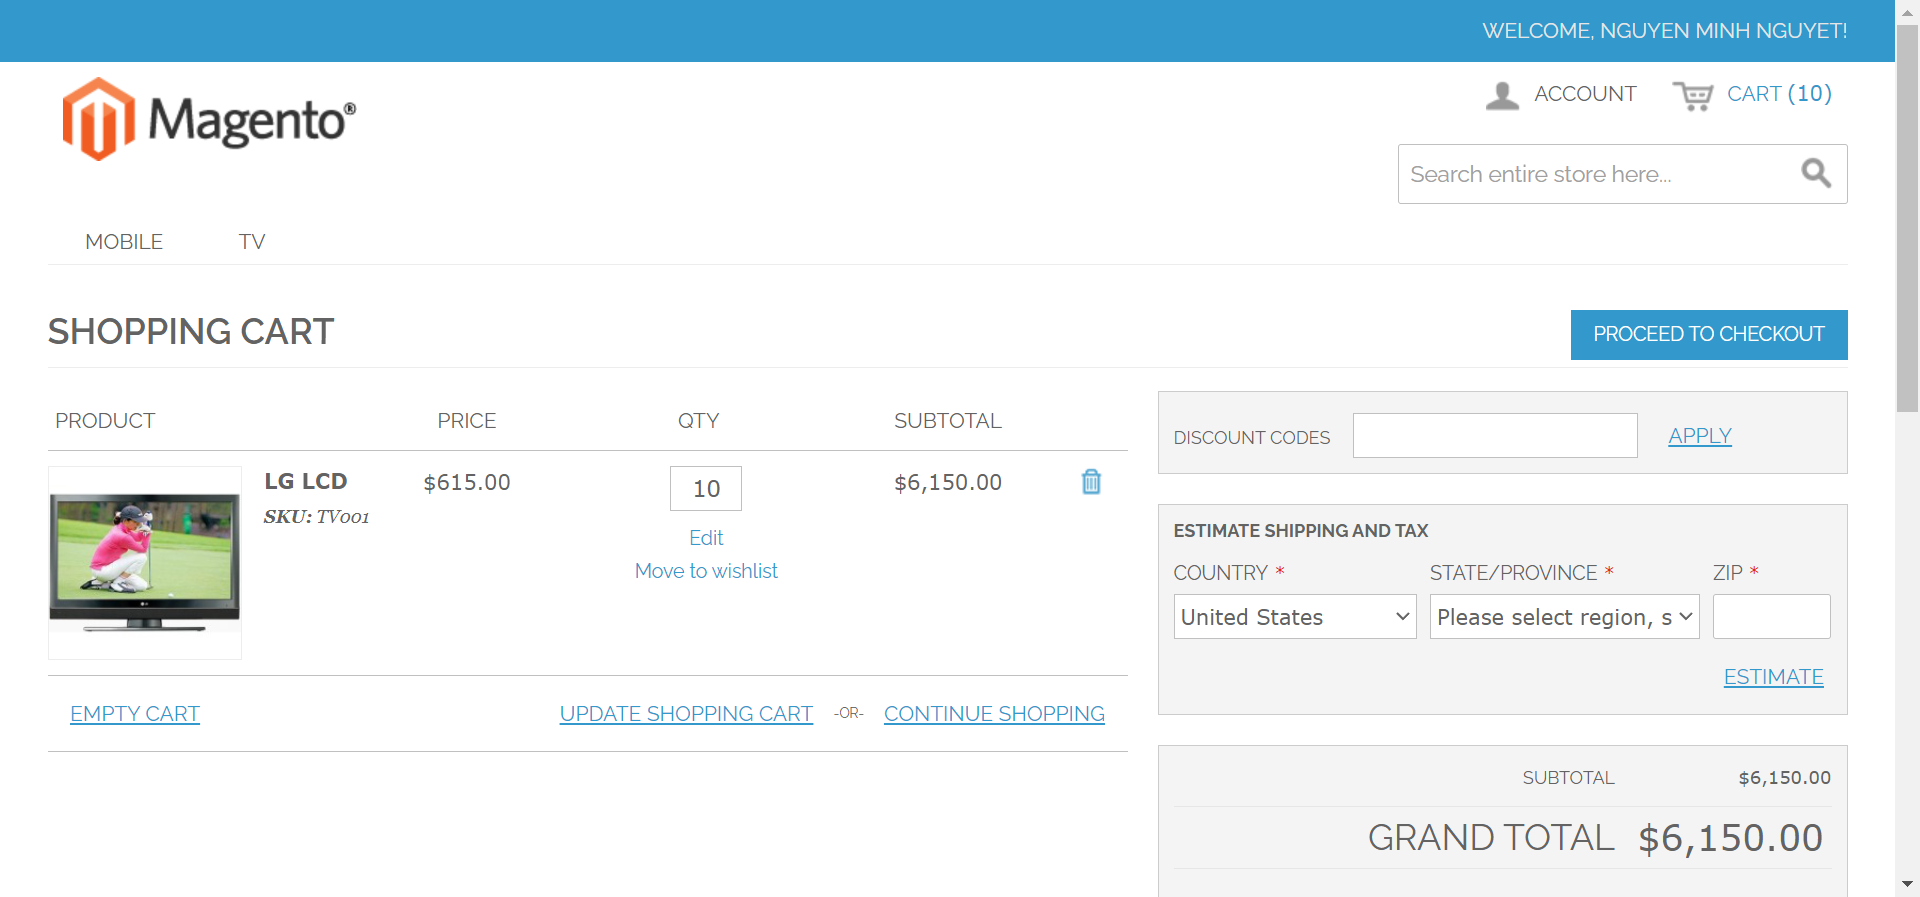 WELCOME, NGUYEN MINH NGUYET!
Magento®
ACCOUNT
CART (10)
Search entire store here...
MOBILE
TV
SHOPPING CART
PROCEED TO CHECKOUT
PRODUCT PRICE QTY SUBTOTAL
LG LCD $615.00 10 $6,150.00
SKU: TV001
Edit
Move to wishlist
EMPTY CART UPDATE SHOPPING CART -OR- CONTINUE SHOPPING
DISCOUNT CODES APPLY
ESTIMATE SHIPPING AND TAX
COUNTRY * STATE/PROVINCE * ZIP *
United States Please select region, s
ESTIMATE
SUBTOTAL $6,150.00
GRAND TOTAL $6,150.00